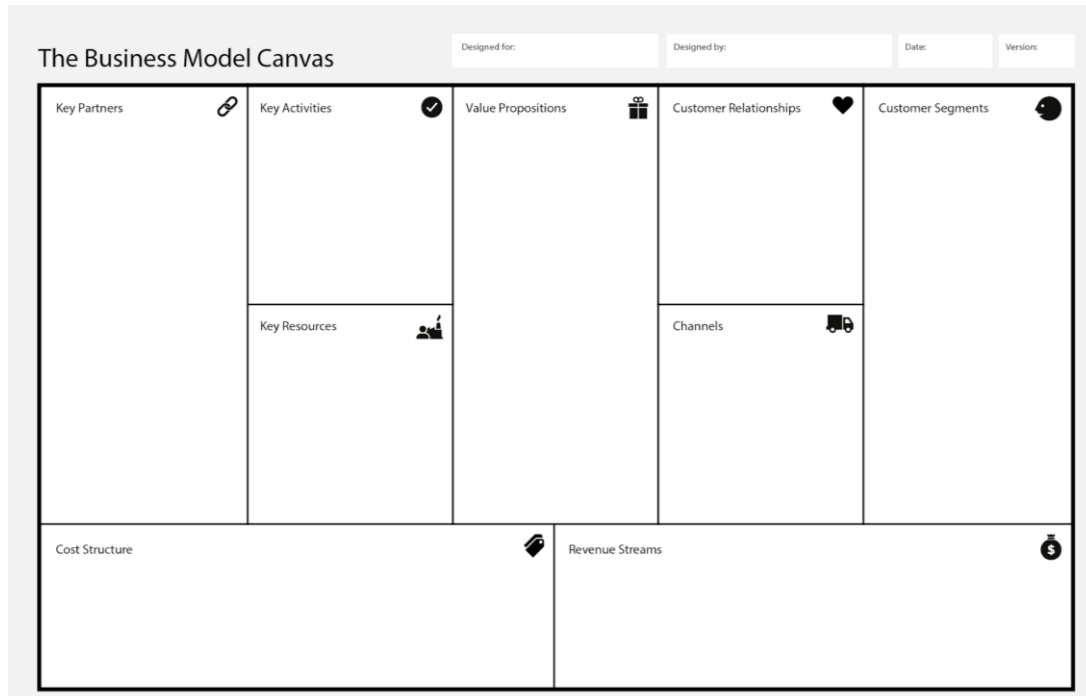 The Business Model Canvas
Designed for:
Designed by:
Date:
Version:
Key Partners
Key Activities
Value Propositions
Customer Relationships
Customer Segments
Key Resources
Channels
Cost Structure
Revenue Streams
$